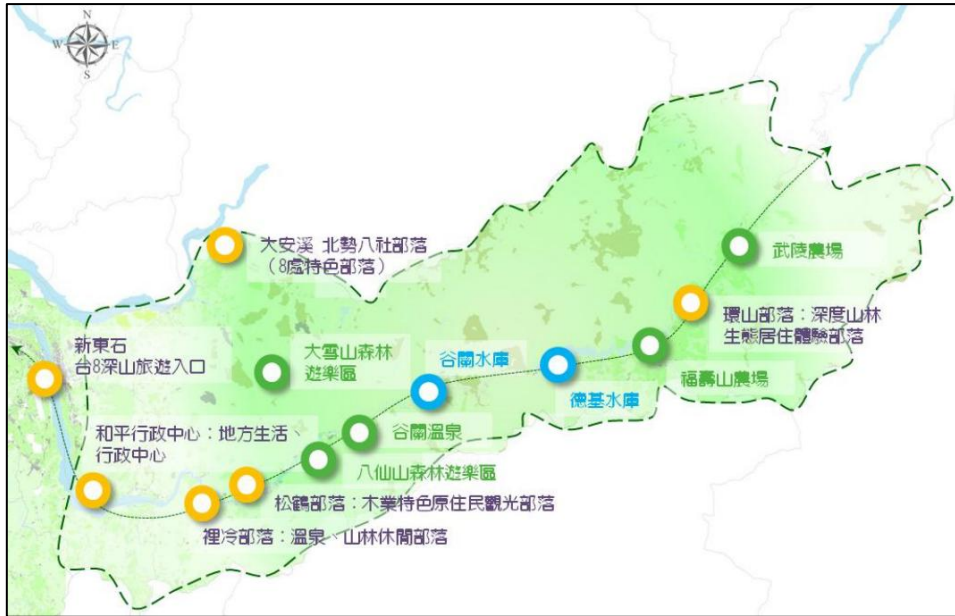 N
W
E
S
大安溪 北勢八社部落
（8處特色部落）
武陵農場
環山部落：深度山林
生態居住體驗部落
新東石
台8深山旅遊入口
大雪山森林
遊樂區
谷關水庫
德基水庫
福壽山農場
和平行政中心：地方生活、
行政中心
谷關溫泉
八仙山森林遊樂區
松鶴部落：木業特色原住民觀光部落
裡冷部落：溫泉、山林休閒部落